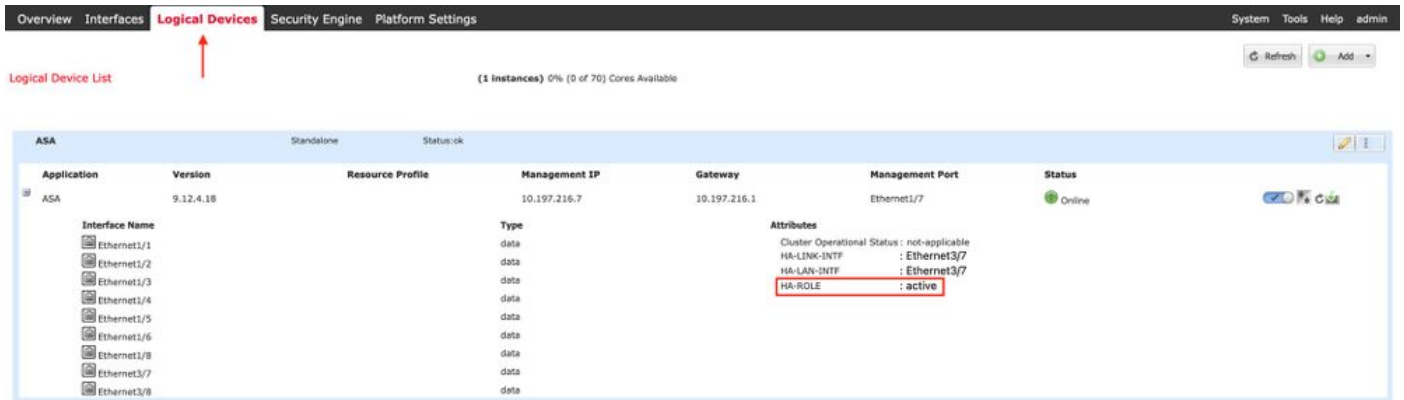 Overview Interfaces Logical Devices Security Engine Platform Settings System Tools Help admin
Refresh Add
Logical Device List (1 instances) 0% (0 of 70) Cores Available
ASA Standalone Status:ok
Application Version Resource Profile Management IP Gateway Management Port Status
ASA 9.12.4.18 10.197.216.7 10.197.216.1 Ethernet1/7 Online
Interface Name Type Attributes
Ethernet1/1 data Cluster Operational Status : not-applicable
Ethernet1/2 data HA-LINK-INTF : Ethernet3/7
Ethernet1/3 data HA-LAN-INTF : Ethernet3/7
Ethernet1/4 data HA-ROLE : active
Ethernet1/5 data
Ethernet1/6 data
Ethernet1/8 data
Ethernet3/7 data
Ethernet3/8 data